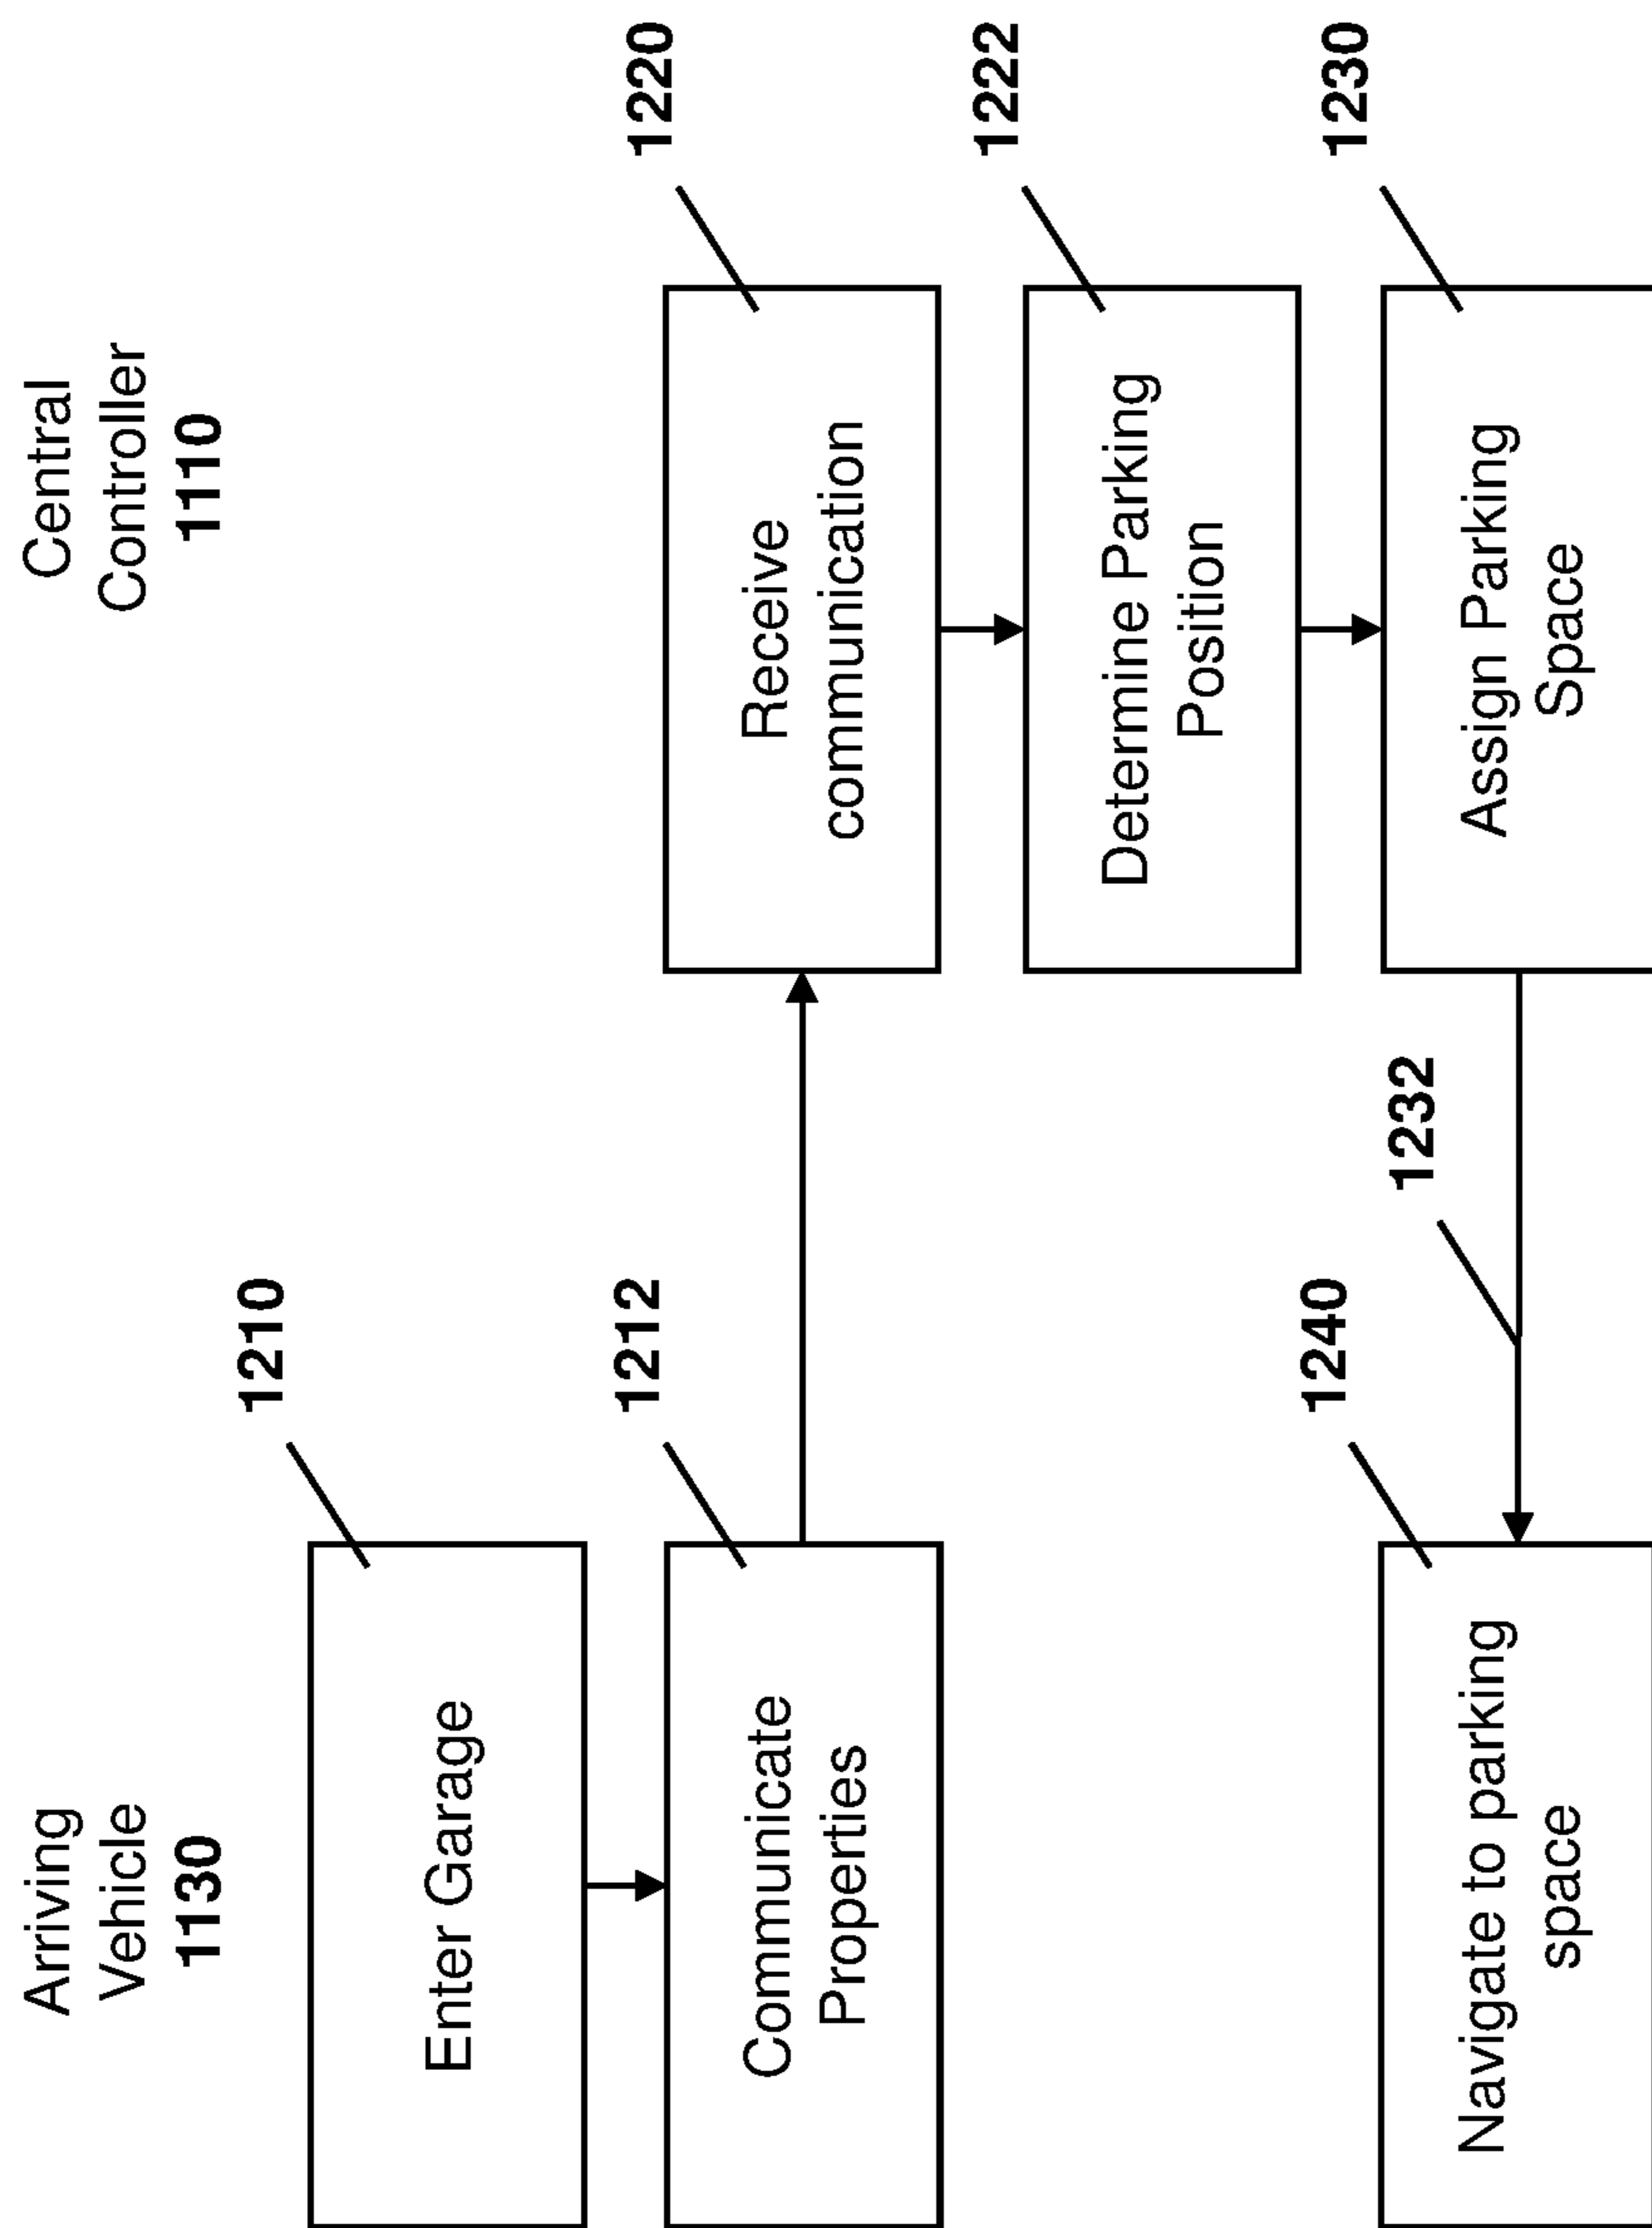 Arriving
Vehicle
1130
Central
Controller
1110
1210
Enter Garage
1212
Communicate
Properties
1220
Receive
communication
1222
Determine Parking
Position
1230
Assign Parking
Space
1232
1240
Navigate to parking
space